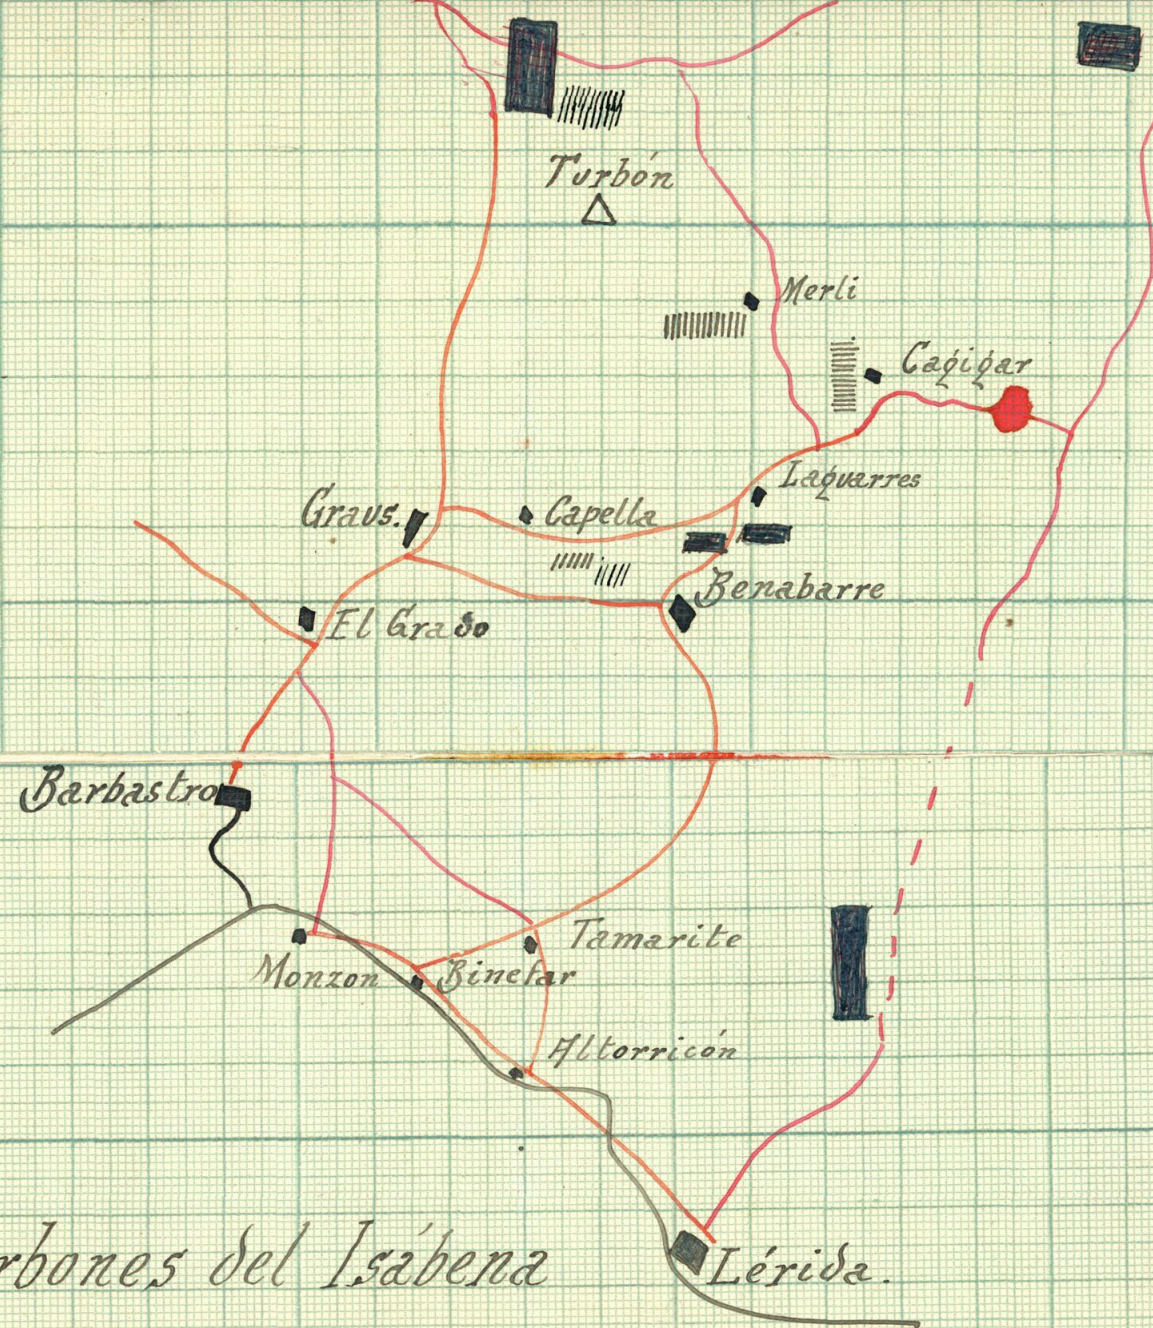 Turbón
Merli
Cagigar
Laguarres
Graus.
Capella
Benabarre
El Grado
Barbastro
Tamarite
Monzon
Binefar
Altorricón
rbones del Isábena
Lérida.